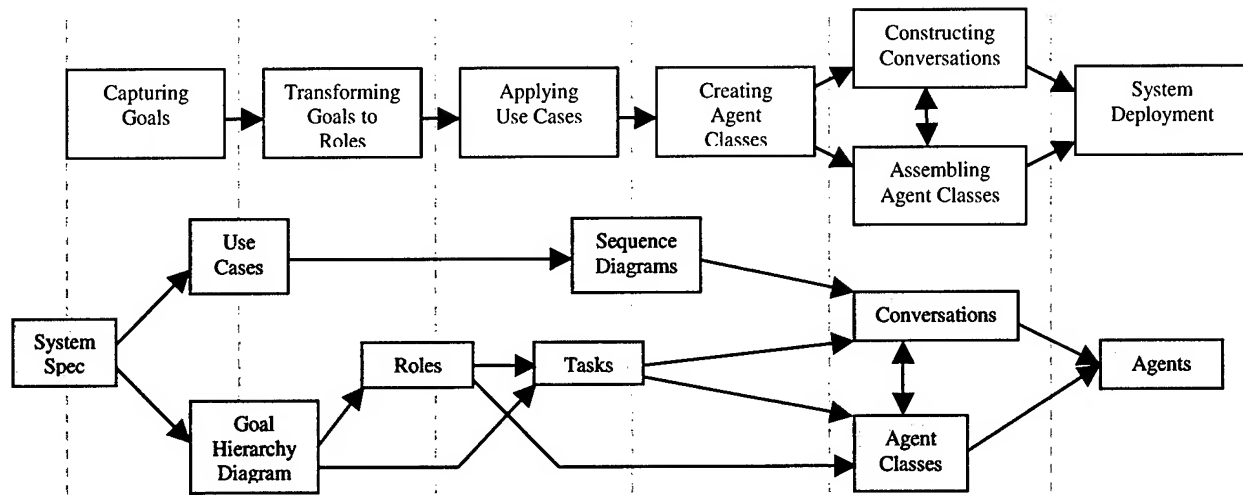 Capturing
Goals
Transforming
Goals to
Roles
Applying
Use Cases
Creating
Agent
Classes
Constructing
Conversations
Assembling
Agent Classes
System
Deployment
Use
Cases
Sequence
Diagrams
System
Spec
Roles
Tasks
Conversations
Agents
Goal
Hierarchy
Diagram
Agent
Classes